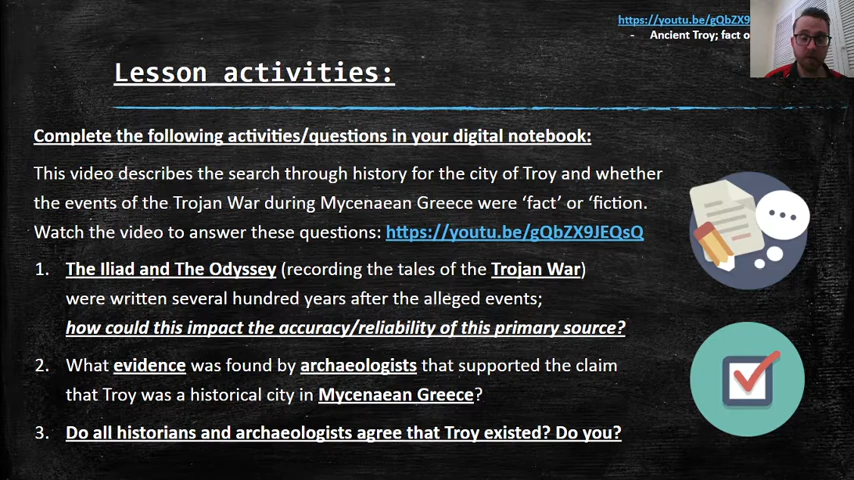 https://youtu.be/gQbZX9
- Ancient Troy; fact o
Lesson activities:
Complete the following activities/questions in your digital notebook:
This video describes the search through history for the city of Troy and whether
the events of the Trojan War during Mycenaean Greece were ‘fact’ or ‘fiction.
Watch the video to answer these questions: https://youtu.be/gQbZX9JEQsQ
1. The Iliad and The Odyssey (recording the tales of the Trojan War)
were written several hundred years after the alleged events;
how could this impact the accuracy/reliability of this primary source?
2. What evidence was found by archaeologists that supported the claim
that Troy was a historical city in Mycenaean Greece?
3. Do all historians and archaeologists agree that Troy existed? Do you?